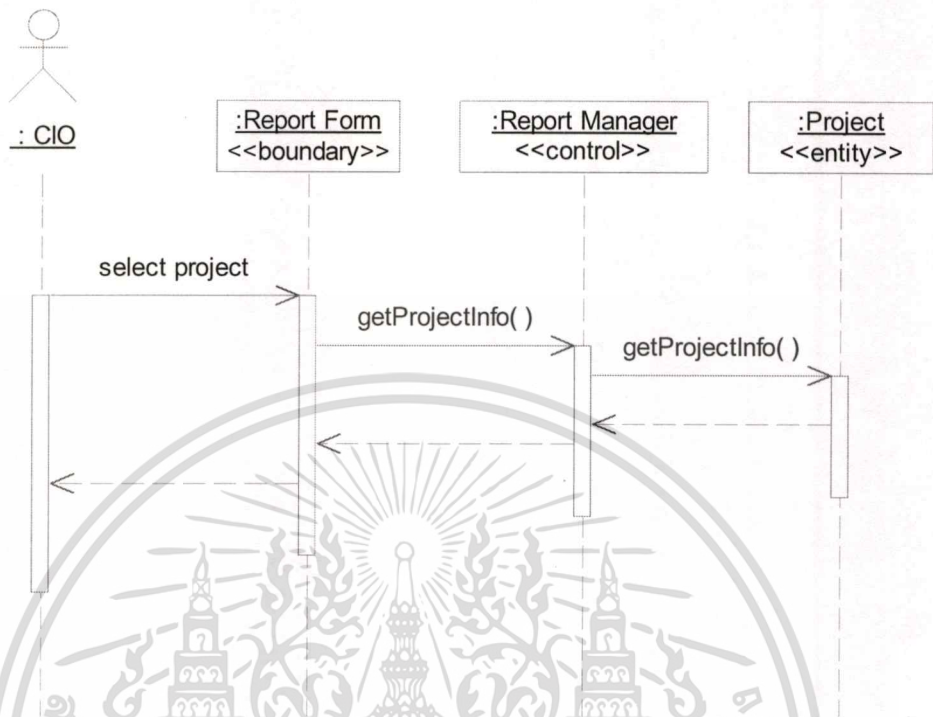 : CIO
:Report Form
<<boundary>>
:Report Manager
<<control>>
:Project
<<entity>>
select project
getProjectInfo( )
getProjectInfo( )